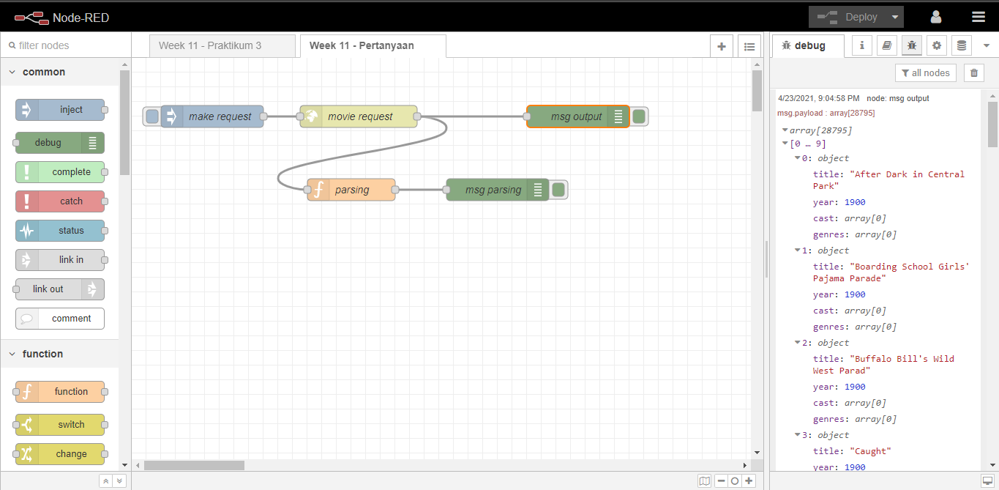 Node-RED
Deploy
filter nodes
Week 11 - Praktikum 3
Week 11 - Pertanyaan
debug
i
common
all nodes
inject
debug
complete
catch
status
link in
link out
comment
function
function
switch
change
make request
movie request
msg output
parsing
msg parsing
4/23/2021, 9:04:58 PM node: msg output
msg.payload : array[28795]
array[28795]
[0 … 9]
0: object
title: "After Dark in Central
Park"
year: 1900
cast: array[0]
genres: array[0]
1: object
title: "Boarding School Girls'
Pajama Parade"
year: 1900
cast: array[0]
genres: array[0]
2: object
title: "Buffalo Bill's Wild
West Parad"
year: 1900
cast: array[0]
genres: array[0]
3: object
title: "Caught"
year: 1900